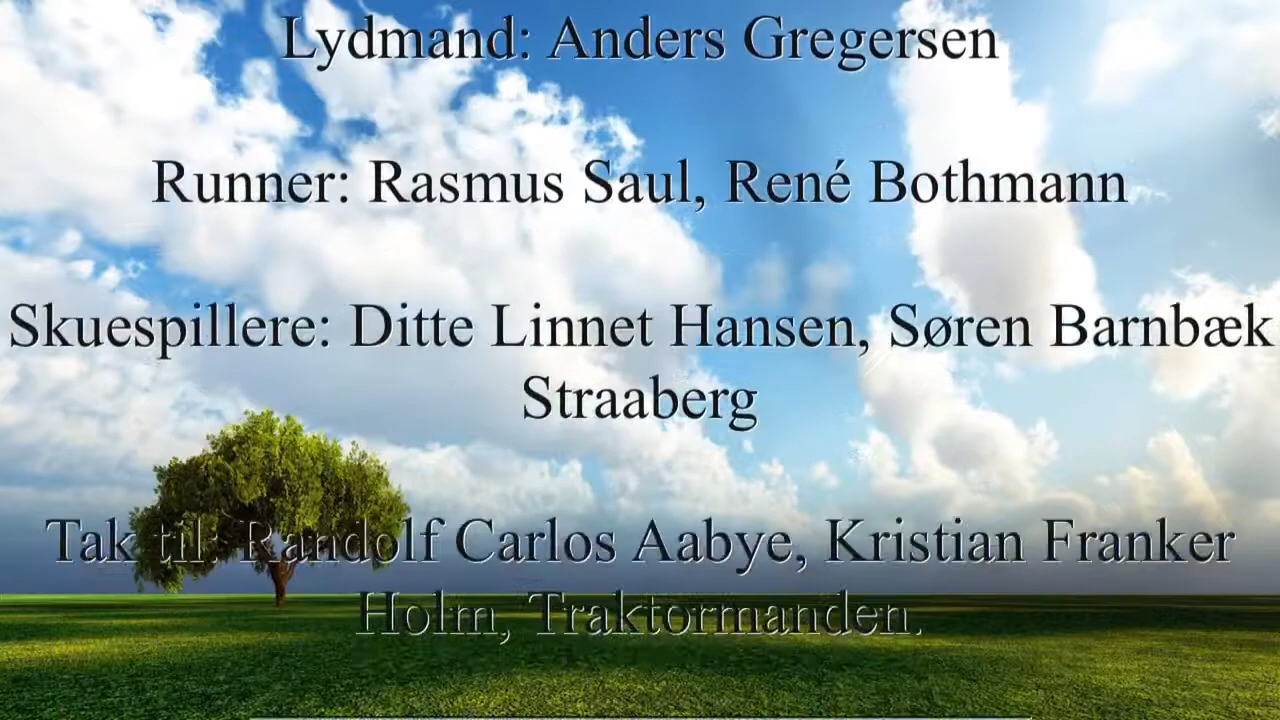 Lydmand: Anders Gregersen
Runner: Rasmus Saul, René Bothmann
Skuespillere: Ditte Linnet Hansen, Søren Barnbæk
Straaberg
Tak til: Randolf Carlos Aabye, Kristian Franker
Holm, Traktormanden.